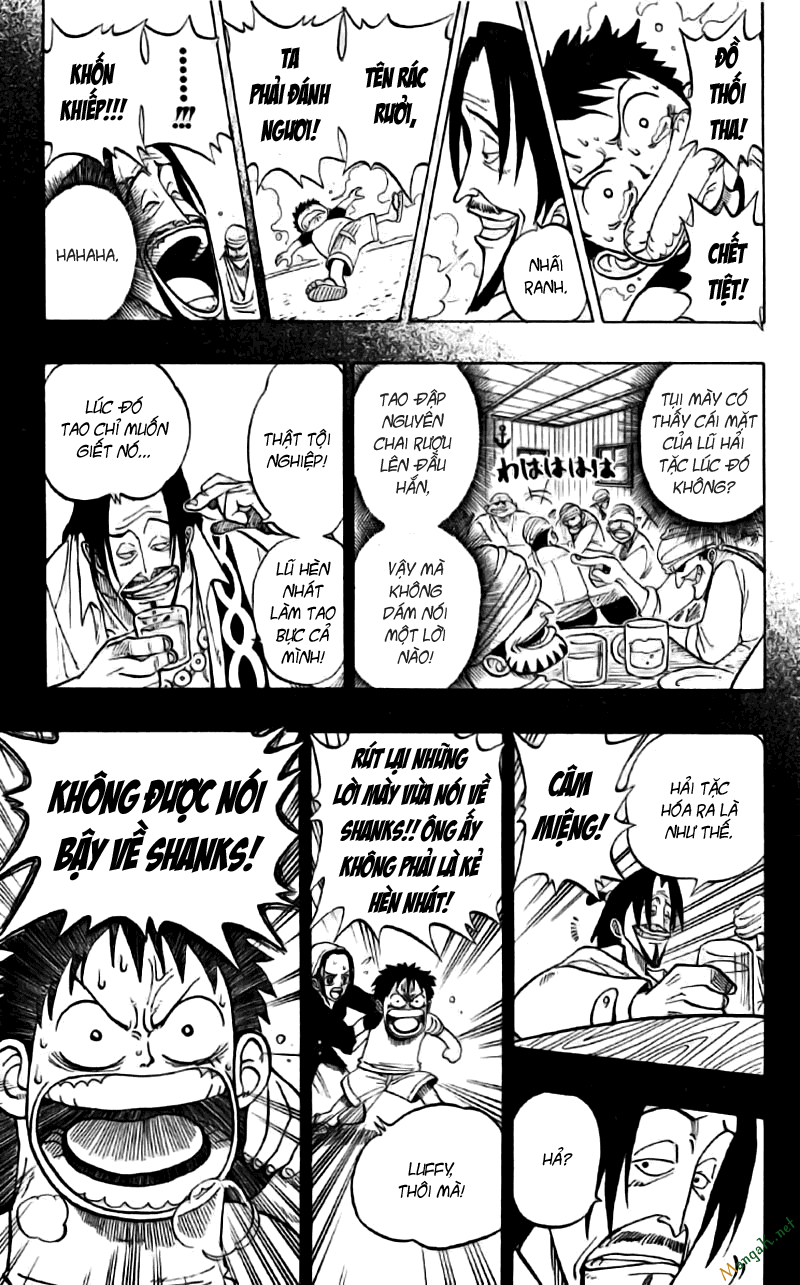 ĐỒ
THỐI
THA!
CHẾT
TIỆT!
NHÃI
RANH.
TÊN RÁC
RƯỞI,
TA
PHẢI ĐÁNH
NGƯƠI!
......!!!
KHỐN
KHIẾP!!!
HAHAHA.
TỤI MÀY CÓ
THẤY CÁI MẶT
CỦA LŨ HẢI
TẶC LÚC ĐÓ
KHÔNG?
わはははは
TAO ĐẬP
NGUYÊN
CHAI RƯỢU
LÊN ĐẦU
HẮN,
VẬY MÀ
KHÔNG
DÁM NÓI
MỘT LỜI
NÀO!
THẬT TỘI
NGHIỆP!
LŨ HÈN
NHÁT
LÀM TAO
BỰC CẢ
MÌNH!
LÚC ĐÓ
TAO CHỈ MUỐN
GIẾT NÓ...
HẢI TẶC
HÓA RA LÀ
NHƯ THẾ.
CÂM
MIỆNG!
HẢ?
RÚT LẠI NHỮNG
LỜI MÀY VỪA NÓI VỀ
SHANKS!! ÔNG ẤY
KHÔNG PHẢI LÀ KẺ
HÈN NHÁT!
LUFFY,
THÔI MÀ!
KHÔNG ĐƯỢC NÓI
BẬY VỀ SHANKS!
MangaK.net